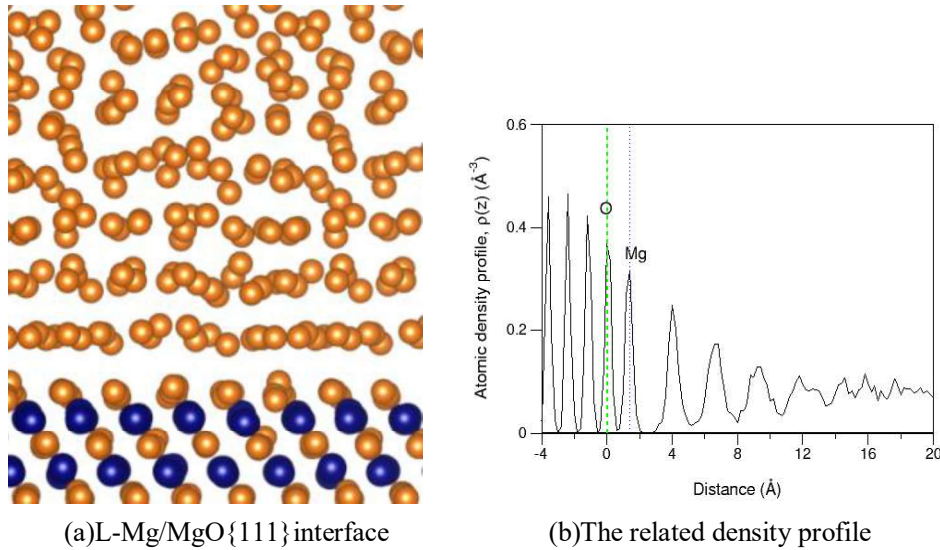 0.6
0.4
0.2
0
O
Mg
Atomic density profile, ρ(z) (Å⁻³)
-4 0 4 8 12 16 20
Distance (Å)
(a)L-Mg/MgO{111}interface
(b)The related density profile